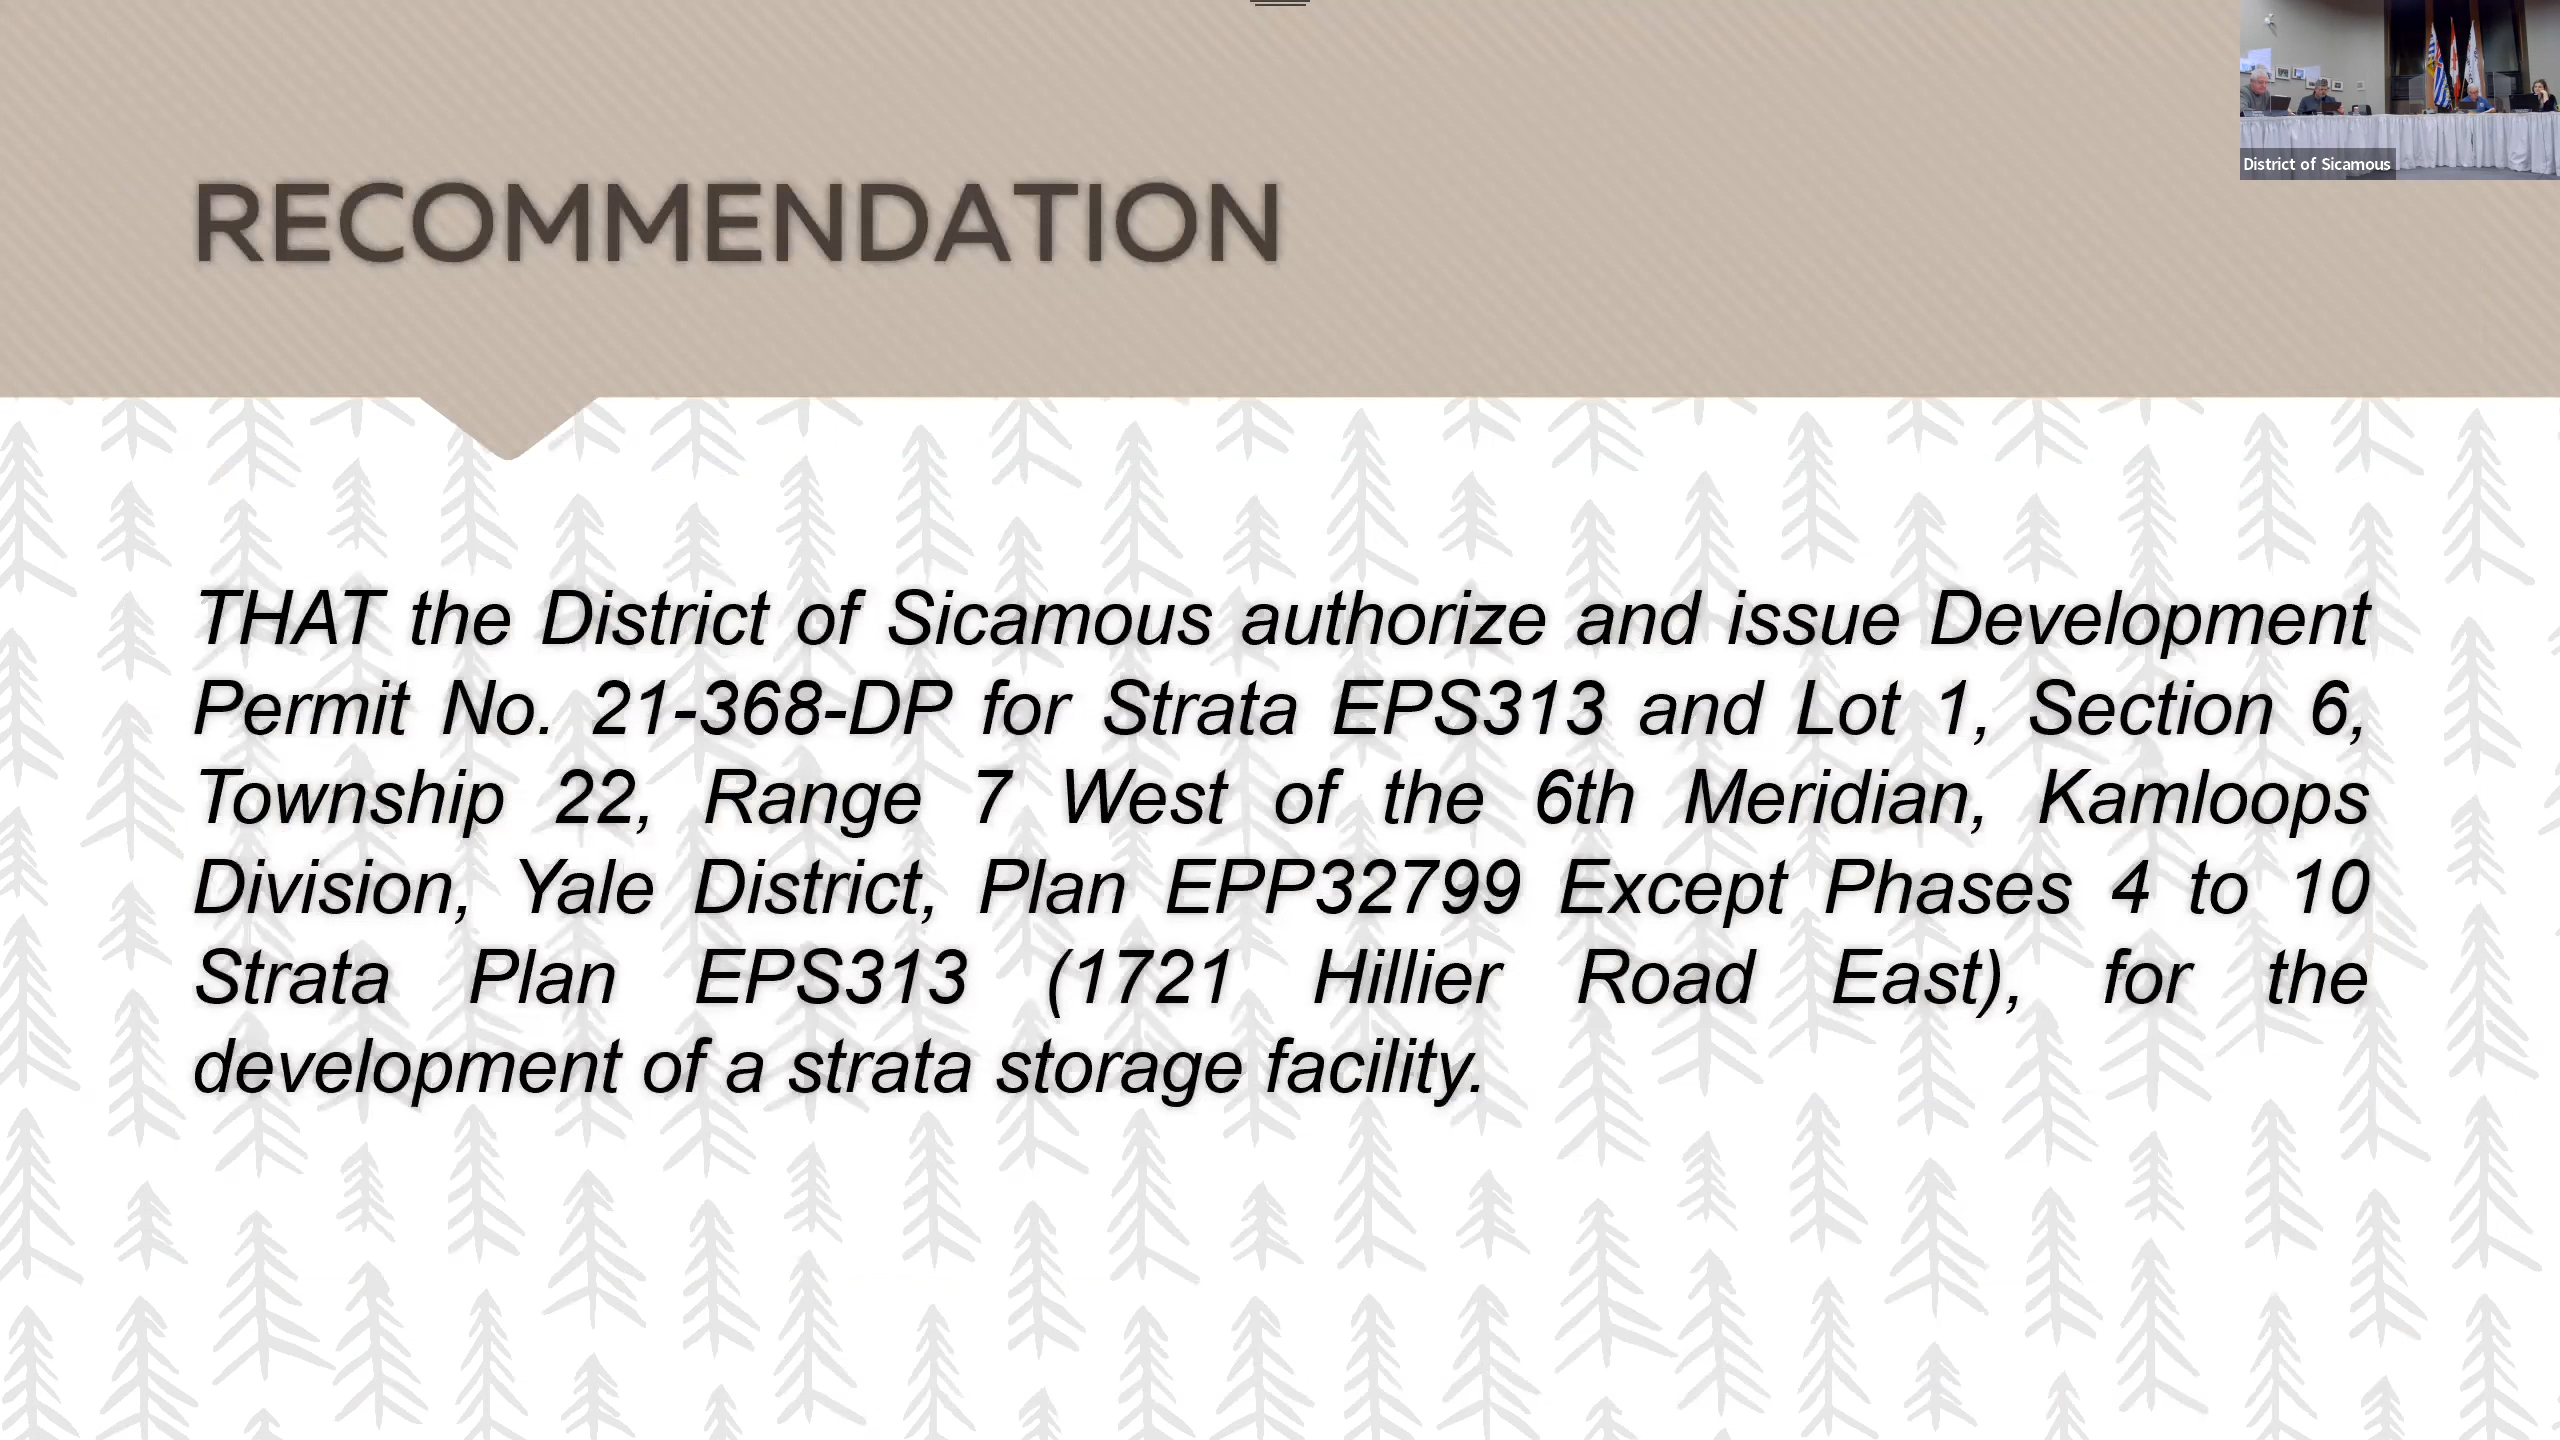 RECOMMENDATION
District of Sicamous
THAT the District of Sicamous authorize and issue Development
Permit No. 21-368-DP for Strata EPS313 and Lot 1, Section 6,
Township 22, Range 7 West of the 6th Meridian, Kamloops
Division, Yale District, Plan EPP32799 Except Phases 4 to 10
Strata Plan EPS313 (1721 Hillier Road East), for the
development of a strata storage facility.